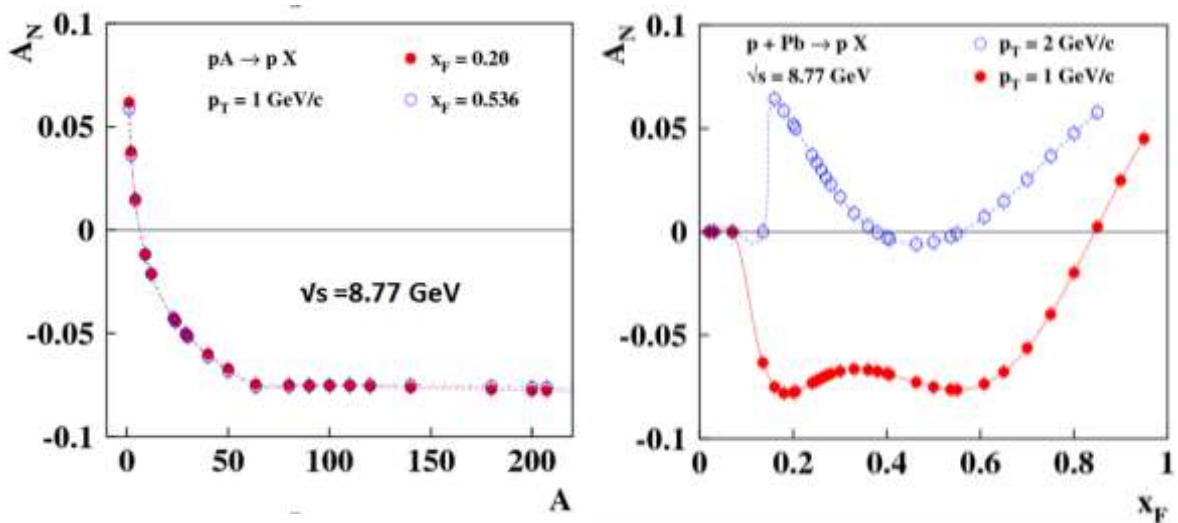 0.1
A_N
pA → p X
x_F = 0.20
p_T = 1 GeV/c
x_F = 0.536
0.05
0
√s =8.77 GeV
-0.05
-0.1
0 50 100 150 200
A
0.1
A_N
p + Pb → p X
p_T = 2 GeV/c
√s = 8.77 GeV
p_T = 1 GeV/c
0.05
0
-0.05
-0.1
0 0.2 0.4 0.6 0.8 1
x_F